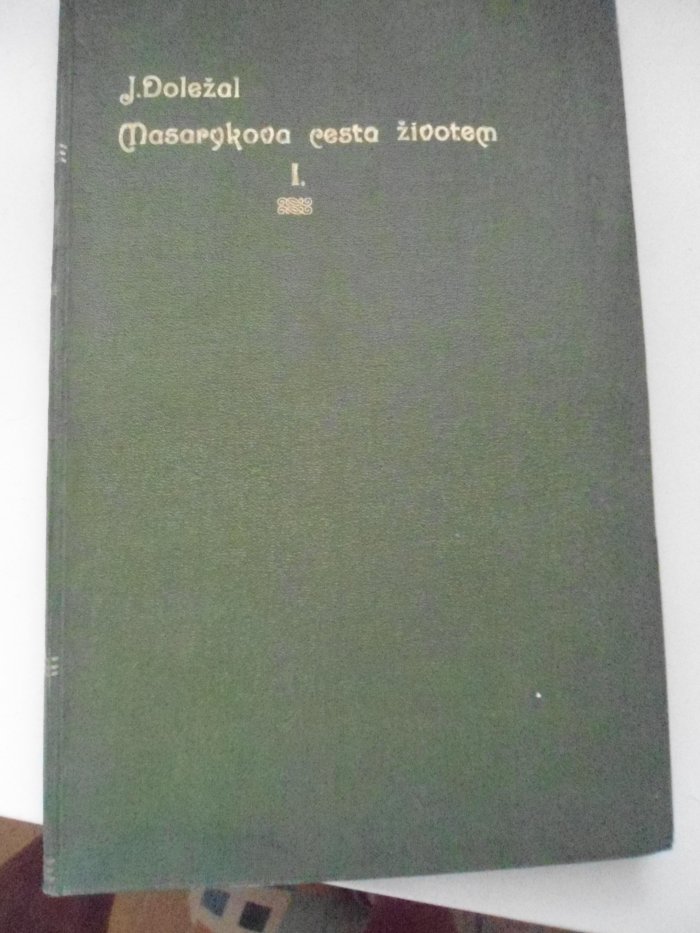 J. Doležal
Masarykova cesta životem
I.